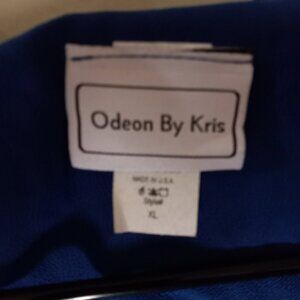 Odeon By Kris
MADE IN U.S.A.
Style#
XL